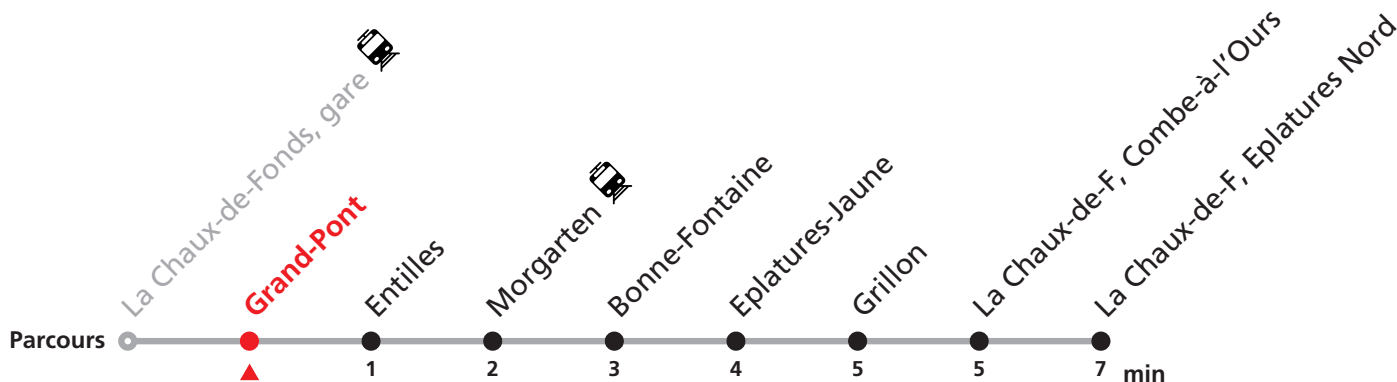 La Chaux-de-Fonds, gare
Grand-Pont
Entilles
Morgarten
Bonne-Fontaine
Eplatures-Jaune
Grillon
La Chaux-de-F, Combe-à-l'Ours
La Chaux-de-F, Eplatures Nord
Parcours
1 2 3 4 5 5 7 min